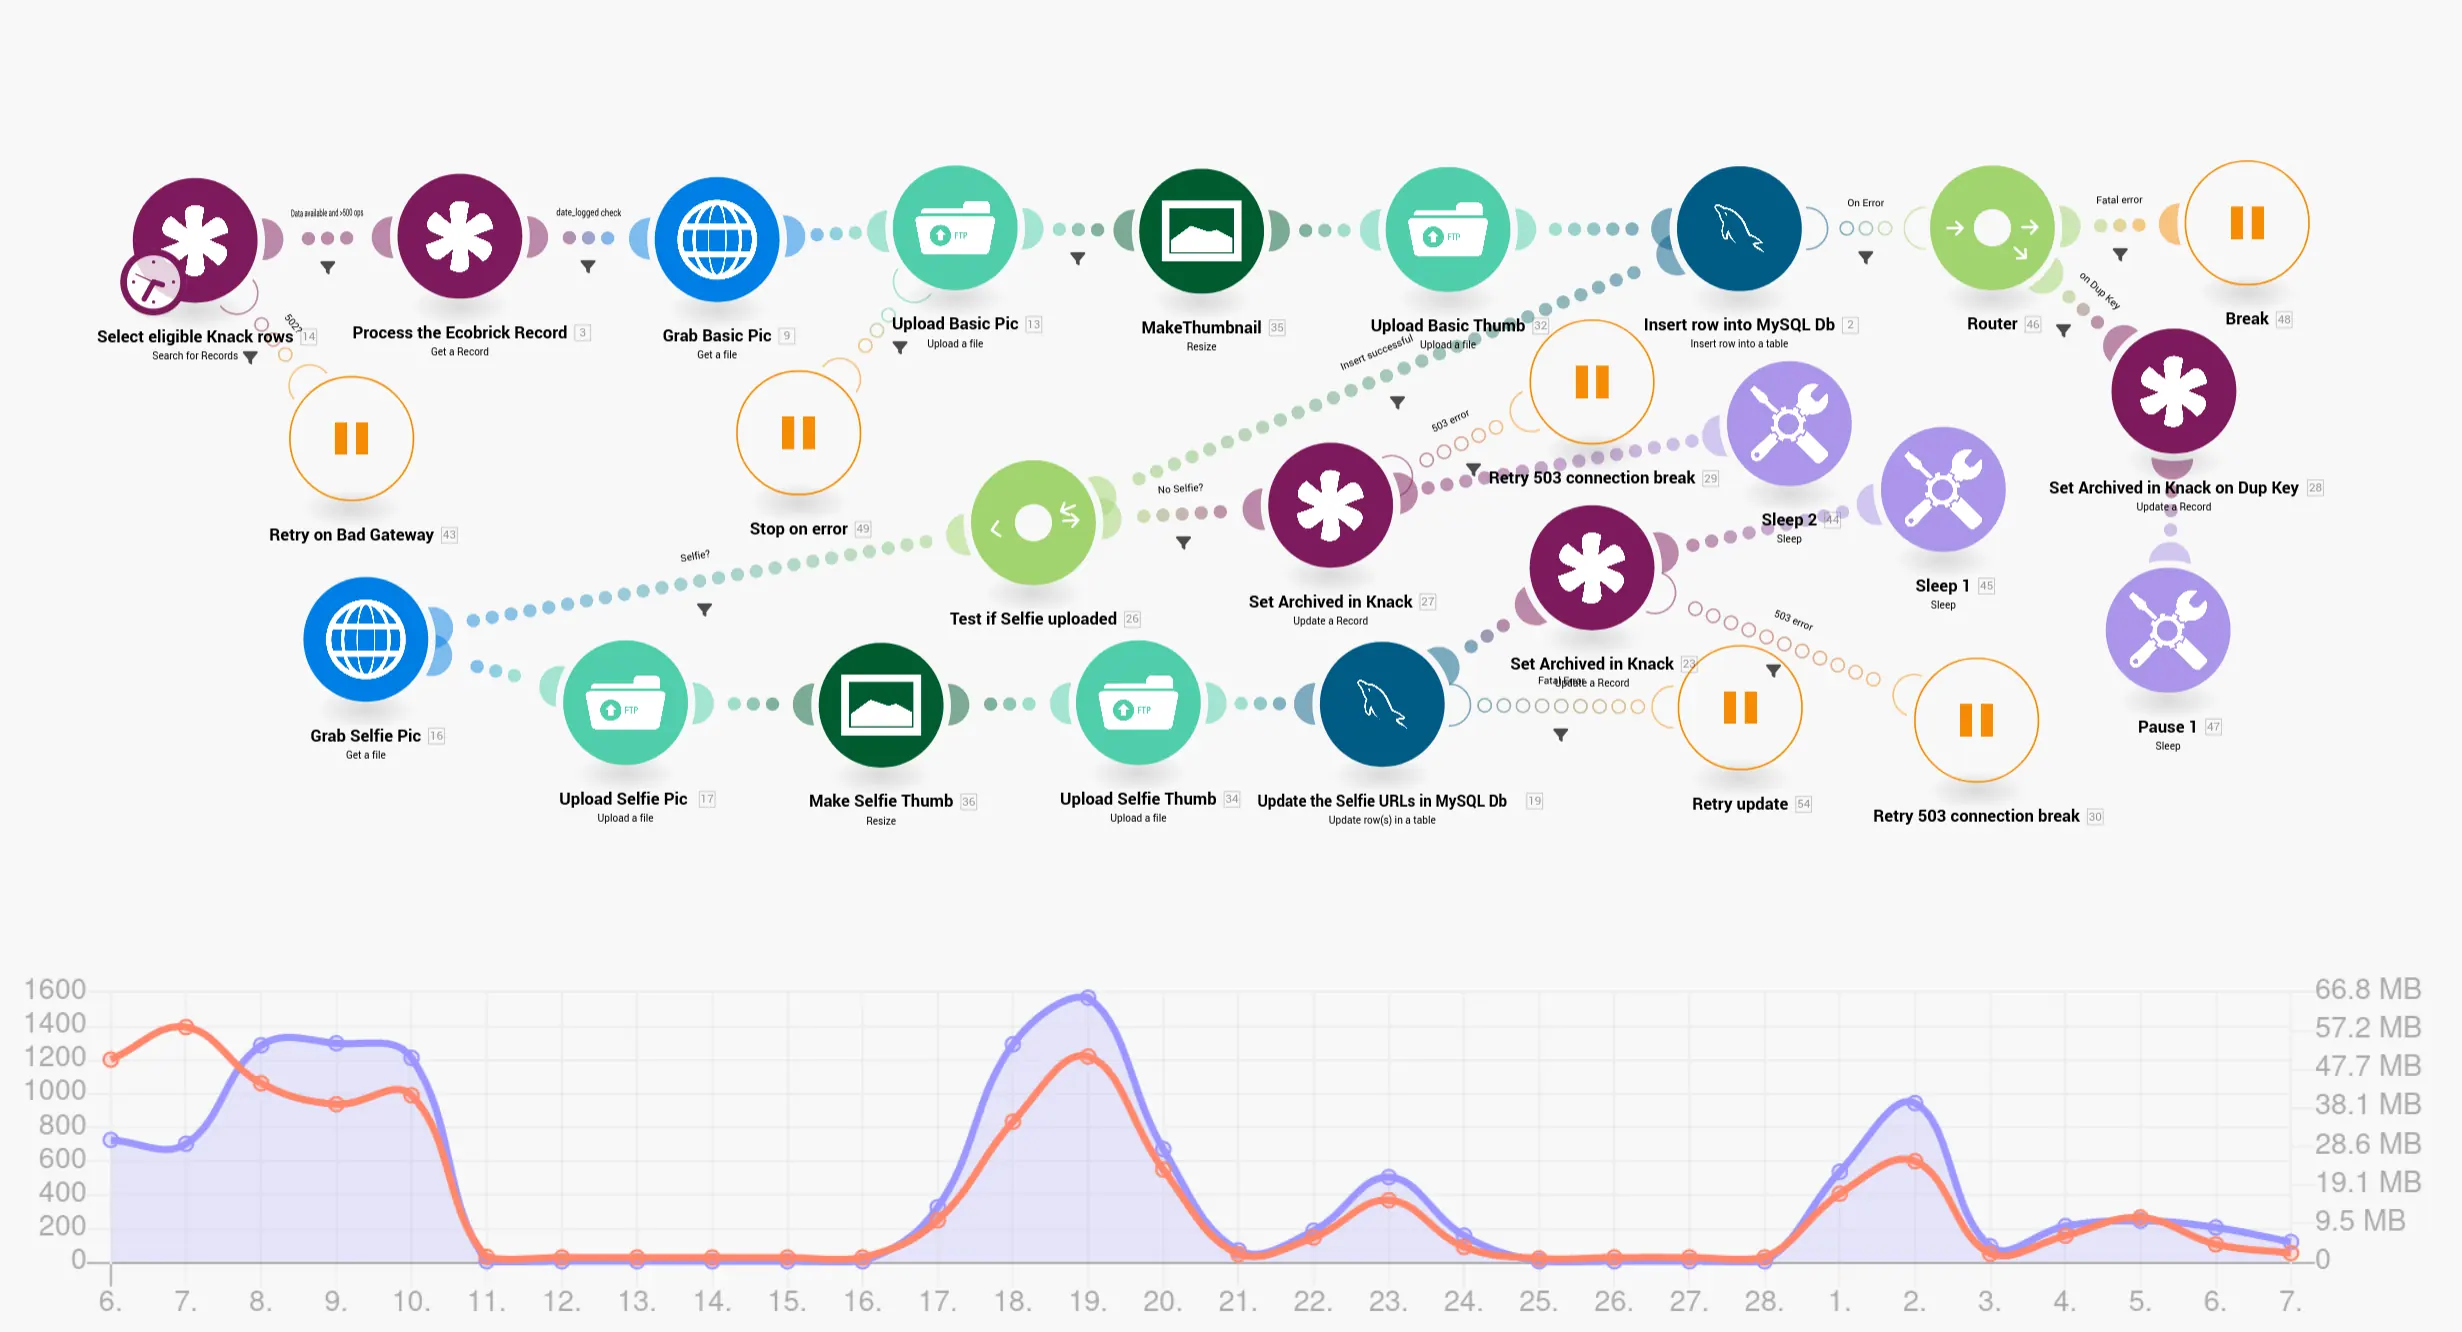 Data available and >500 ops
date_logged check
On Error
Fatal error
on Dup Key
502?
Select eligible Knack rows 14
Search for Records
Process the Ecobrick Record 3
Get a Record
Grab Basic Pic 9
Get a file
FTP
Upload Basic Pic 13
Upload a file
MakeThumbnail 35
Resize
FTP
Upload Basic Thumb 32
Upload a file
Insert row into MySQL Db 2
Insert row into a table
Router 46
Break 48
Insert successful
503 error
Retry 503 connection break 29
No Selfie?
Set Archived in Knack on Dup Key 28
Update a Record
Retry on Bad Gateway 43
Stop on error 49
Sleep 2 44
Sleep
Selfie?
Test if Selfie uploaded 26
Set Archived in Knack 27
Update a Record
Sleep 1 45
Sleep
503 error
Set Archived in Knack 23
Update a Record
Fatal Error
Grab Selfie Pic 16
Get a file
FTP
FTP
Pause 1 47
Sleep
Upload Selfie Pic 17
Upload a file
Make Selfie Thumb 36
Resize
Upload Selfie Thumb 34
Upload a file
Update the Selfie URLs in MySQL Db 19
Update row(s) in a table
Retry update 54
Retry 503 connection break 30
1600 66.8 MB
1400 57.2 MB
1200 47.7 MB
1000 38.1 MB
800 28.6 MB
600 19.1 MB
400 9.5 MB
200
0 0
6. 7. 8. 9. 10. 11. 12. 13. 14. 15. 16. 17. 18. 19. 20. 21. 22. 23. 24. 25. 26. 27. 28. 1. 2. 3. 4. 5. 6. 7.